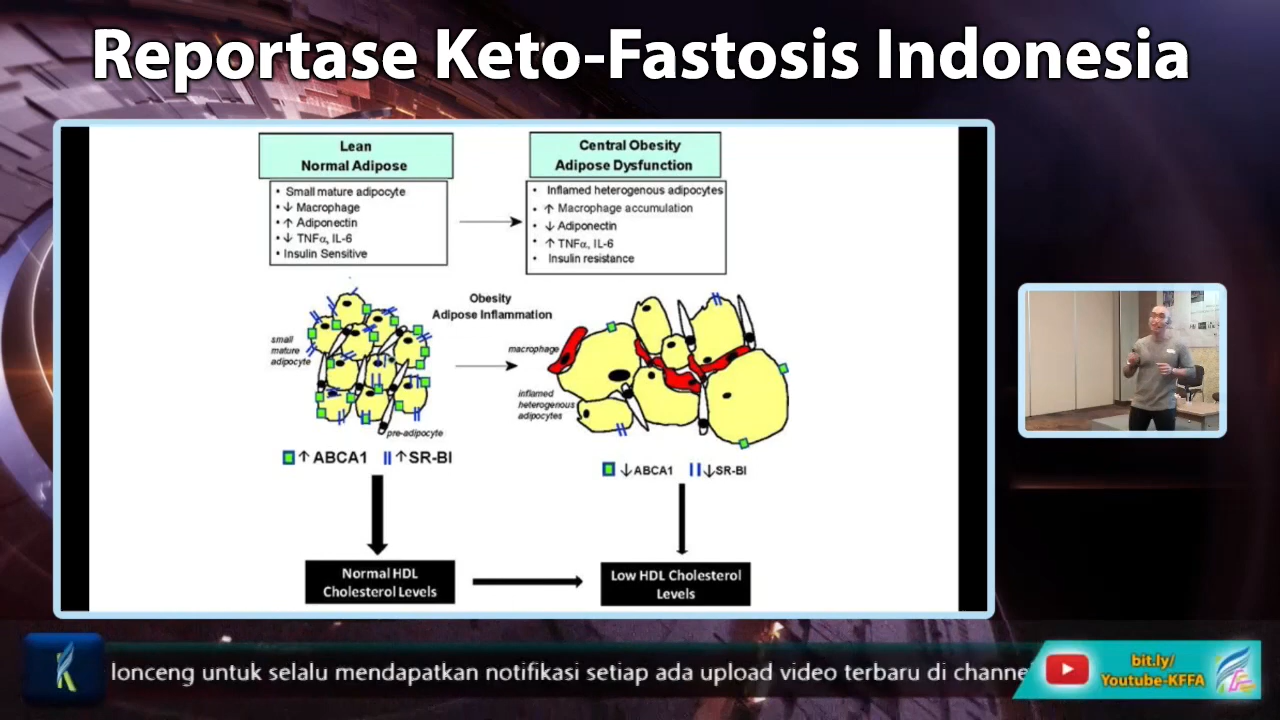 Reportase Keto-Fastosis Indonesia
Lean
Normal Adipose
• Small mature adipocyte
• ↓ Macrophage
• ↑ Adiponectin
• ↓ TNFα, IL-6
• Insulin Sensitive
Central Obesity
Adipose Dysfunction
• Inflamed heterogenous adipocytes
• ↑ Macrophage accumulation
• ↓ Adiponectin
• ↑ TNFα, IL-6
• Insulin resistance
Obesity
Adipose Inflammation
small
mature
adipocyte
pre-adipocyte
macrophage
inflamed
heterogenous
adipocytes
↑ ABCA1 ↑ SR-BI
↓ ABCA1 ↓ SR-BI
Normal HDL
Cholesterol Levels
Low HDL Cholesterol
Levels
lonceng untuk selalu mendapatkan notifikasi setiap ada upload video terbaru di channe
bit.ly/
Youtube-KFFA